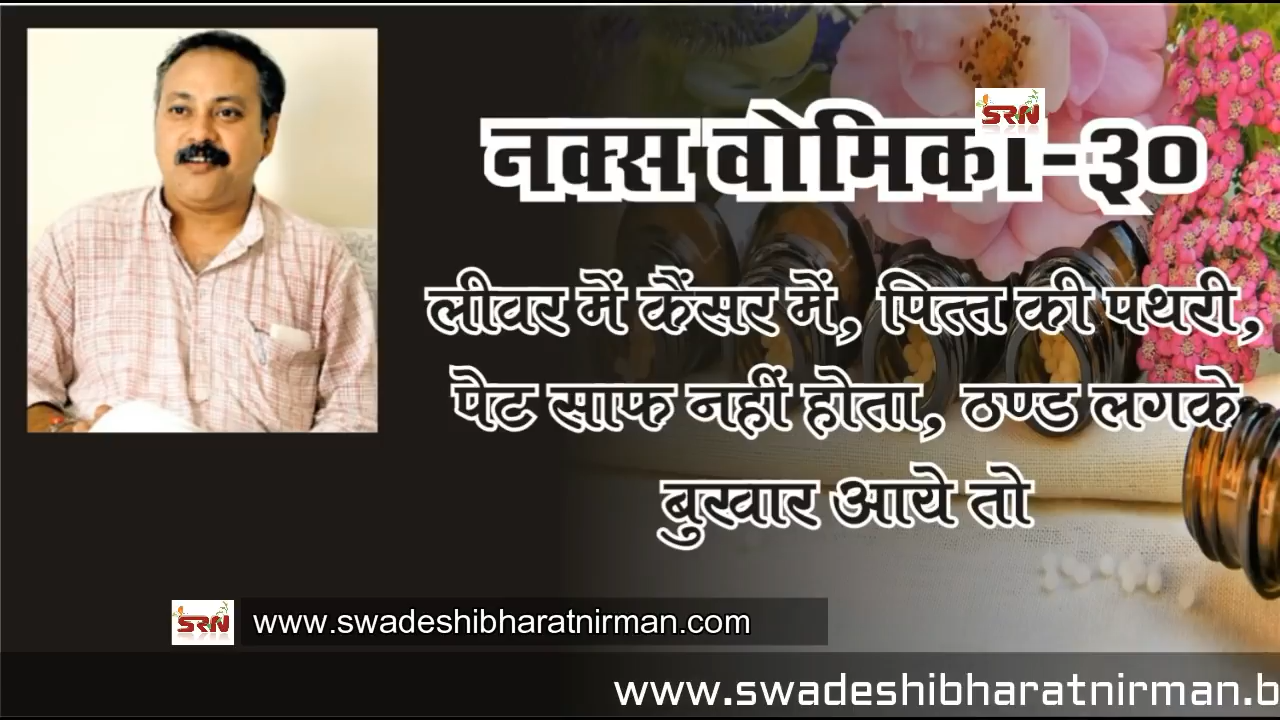 SRN
नक्स वोमिका-३०
लीवर में कैंसर में, पित्त की पथरी,
पेट साफ नहीं होता, ठण्ड लगके
बुखार आये तो
SRN www.swadeshibharatnirman.com
www.swadeshibharatnirman.b